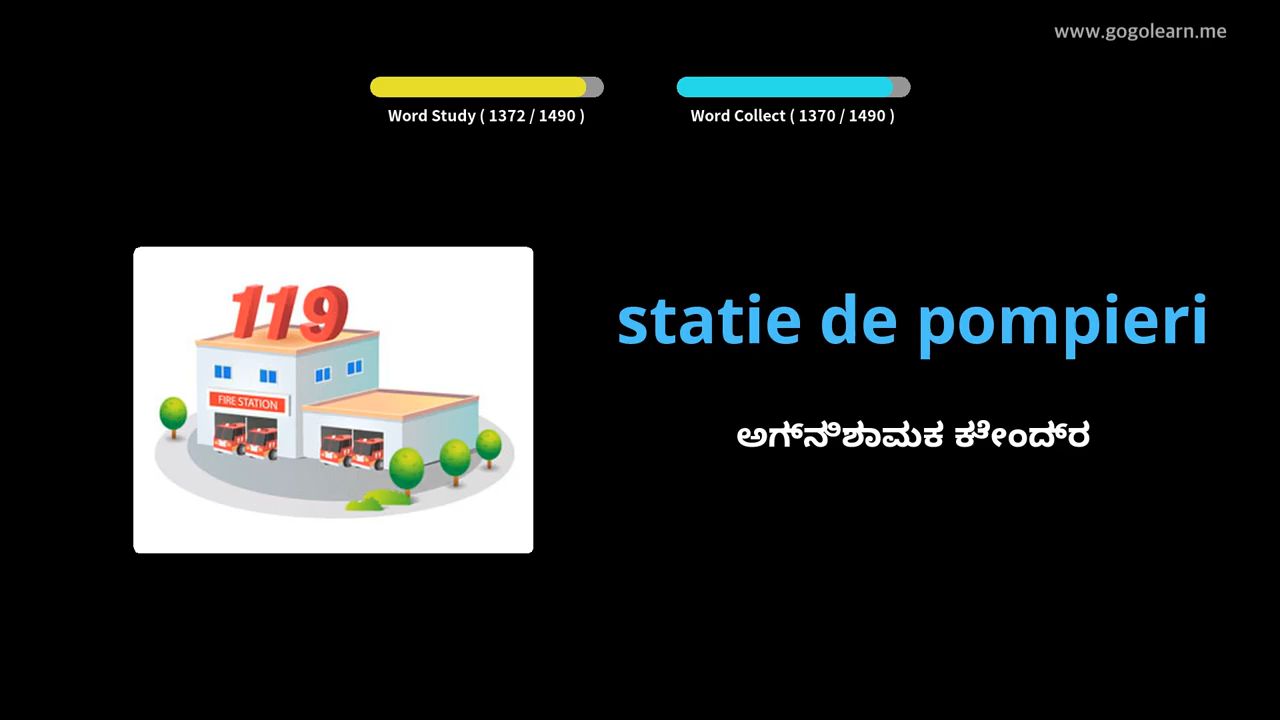 www.gogolearn.me
Word Study ( 1372 / 1490 )
Word Collect ( 1370 / 1490 )
119
FIRE STATION
statie de pompieri
ಅಗ್ನಿಶಾಮಕ ಕೇಂದ್ರ